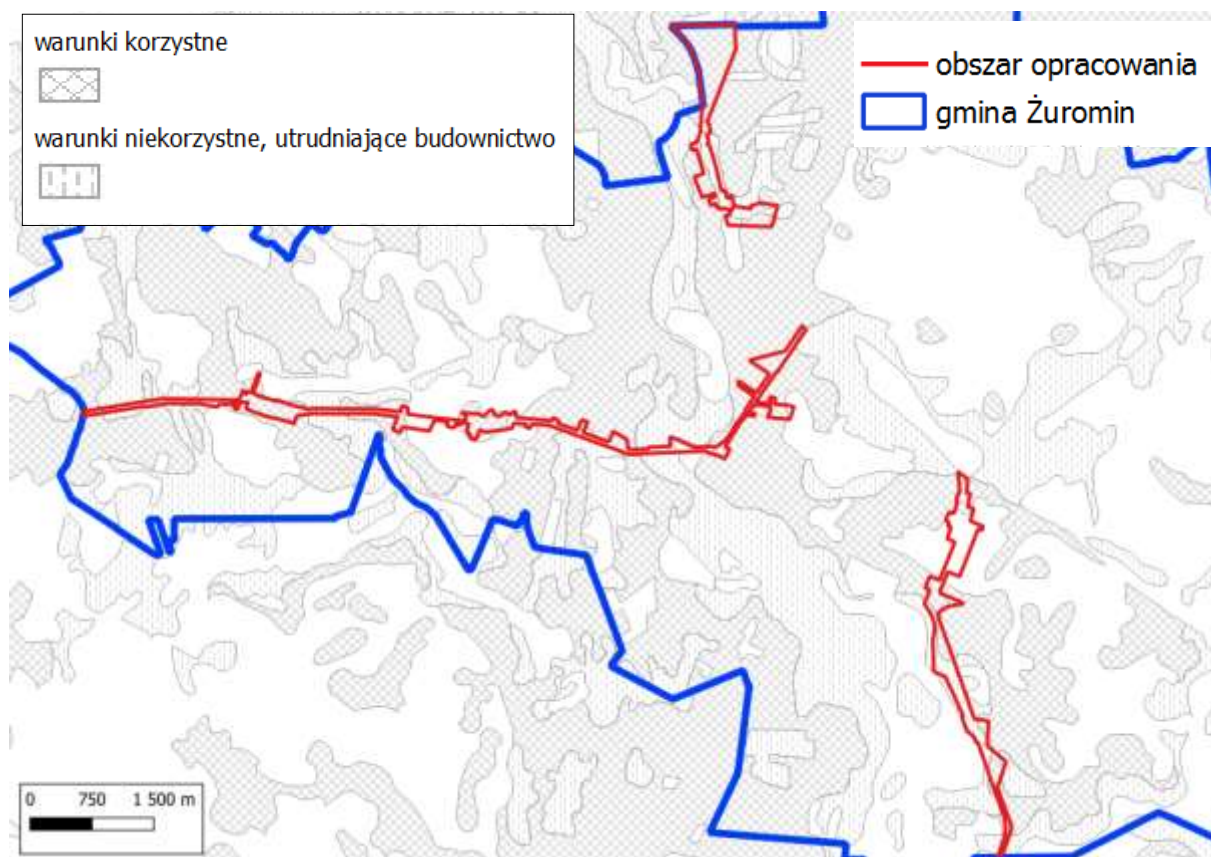 warunki korzystne
warunki niekorzystne, utrudniające budownictwo
obszar opracowania
gmina Żuromin
0 750 1 500 m